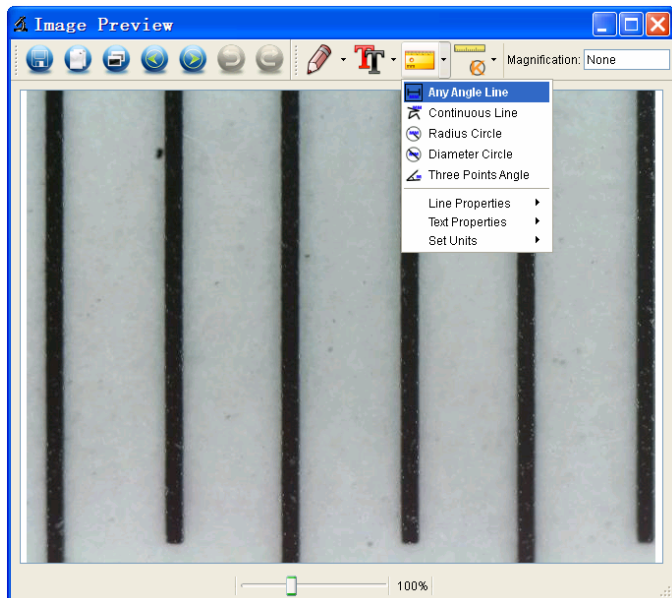 Image Preview
Magnification: None
Any Angle Line
Continuous Line
Radius Circle
Diameter Circle
Three Points Angle
Line Properties
Text Properties
Set Units
100%